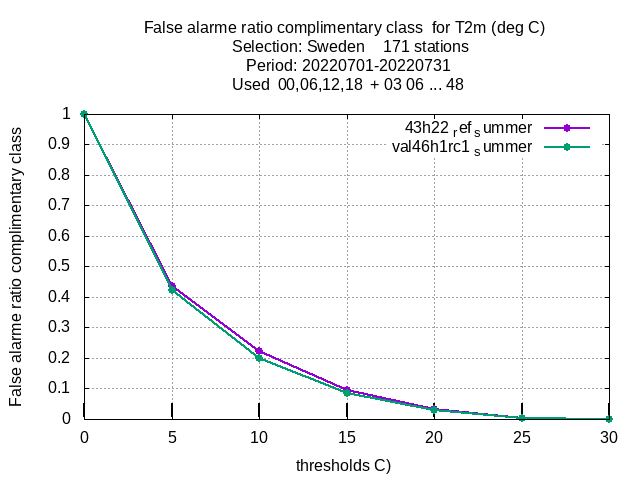 False alarme ratio complimentary class  for T2m (deg C)
Selection: Sweden    171 stations
Period: 20220701-20220731
Used  00,06,12,18  + 03 06 ... 48
43h22 ref summer
val46h1rc1 summer
False alarme ratio complimentary class
1
0.9
0.8
0.7
0.6
0.5
0.4
0.3
0.2
0.1
0
0 5 10 15 20 25 30
thresholds C)